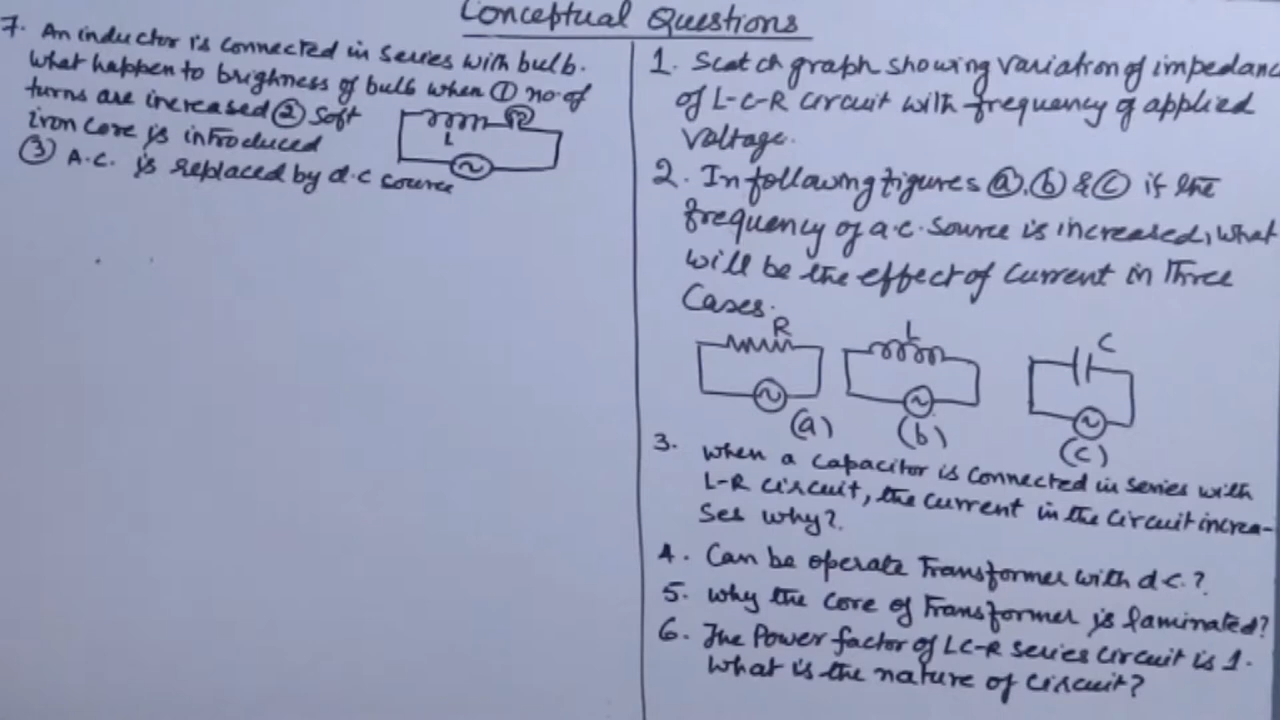 Conceptual Questions
7. An inductor is connected in series with bulb.
What happen to brighness of bulb when ① no of
turns are increased ② Soft
iron core is introduced
③ A.C. is replaced by d.c source
L
~
1. Scetch graph showing variation of impedanc
of L-C-R circuit with frequency of applied
voltage.
2. In following figures ⓐ, ⓑ & ⓒ if the
frequency of a.c. source is increased, what
will be the effect of current in three
Cases.
R
L
C
~
~
~
(a)
(b)
(c)
3. When a capacitor is connected in series with
L-R circuit, the current in the circuit increa-
ses why?
4. Can be operate Transformer with d.c.?
5. Why the core of Transformer is laminated?
6. The Power factor of LC-R series circuit is 1.
What is the nature of circuit?